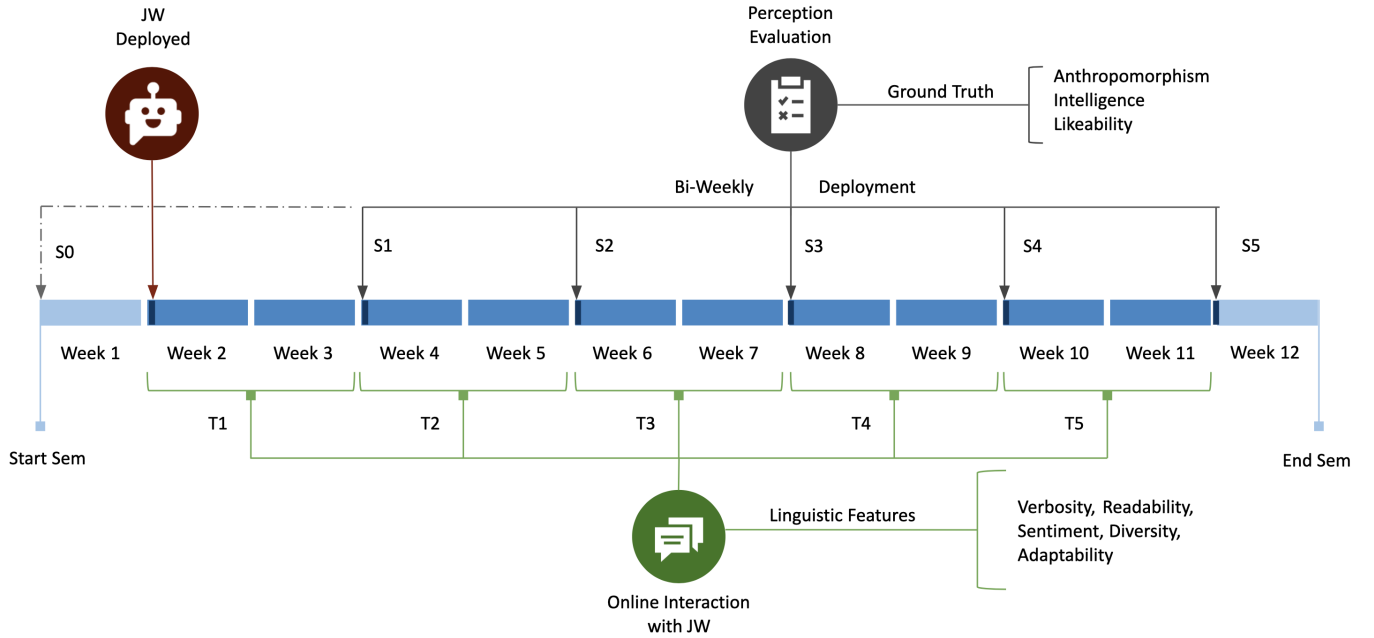 JW
Deployed
Perception
Evaluation
Ground Truth
Anthropomorphism
Intelligence
Likeability
Bi-Weekly Deployment
S0
S1
S2
S3
S4
S5
Week 1
Week 2
Week 3
Week 4
Week 5
Week 6
Week 7
Week 8
Week 9
Week 10
Week 11
Week 12
T1
T2
T3
T4
T5
Start Sem
End Sem
Linguistic Features
Verbosity, Readability,
Sentiment, Diversity,
Adaptability
Online Interaction
with JW